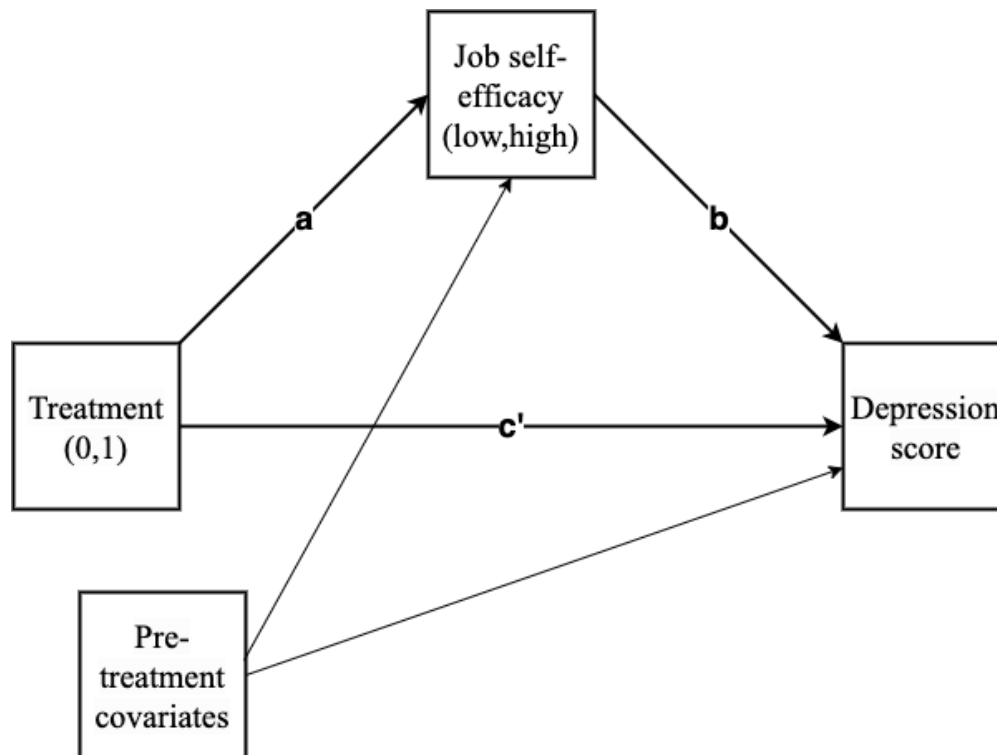 Job self-
efficacy
(low,high)
a
b
Treatment
(0,1)
c'
Depression
score
Pre-
treatment
covariates